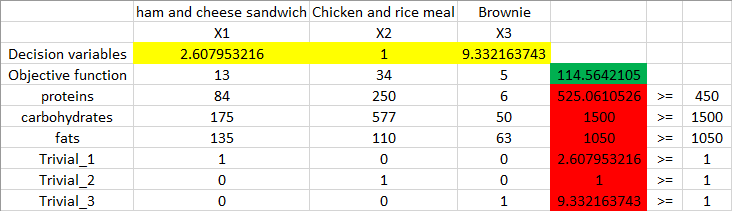 ham and cheese sandwich Chicken and rice meal Brownie
X1 X2 X3
Decision variables 2.607953216 1 9.332163743
Objective function 13 34 5 114.5642105
proteins 84 250 6 525.0610526 >= 450
carbohydrates 175 577 50 1500 >= 1500
fats 135 110 63 1050 >= 1050
Trivial_1 1 0 0 2.607953216 >= 1
Trivial_2 0 1 0 1 >= 1
Trivial_3 0 0 1 9.332163743 >= 1